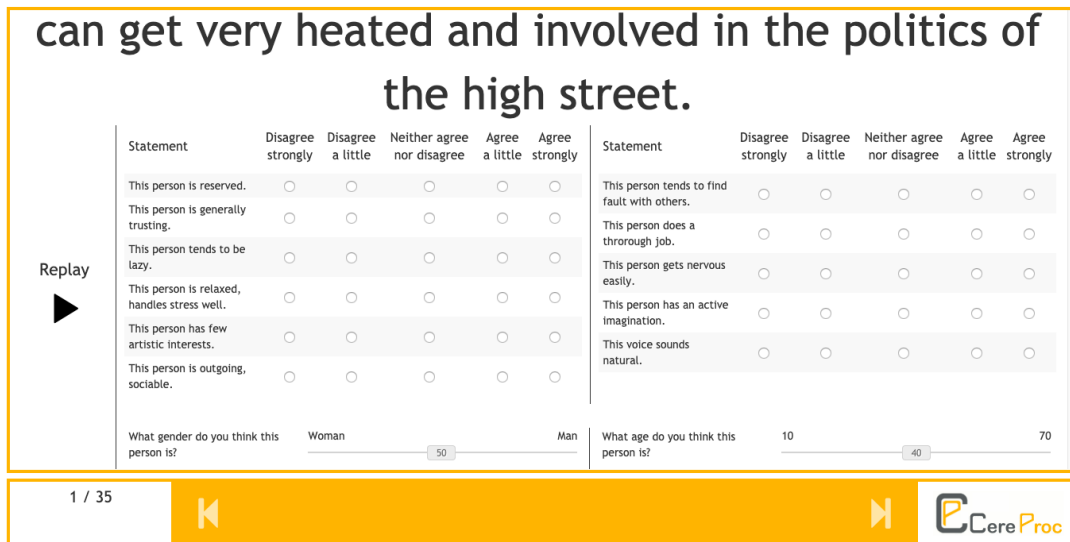 can get very heated and involved in the politics of
the high street.
Replay
Statement
Disagree strongly
Disagree a little
Neither agree nor disagree
Agree a little
Agree strongly
This person is reserved.
This person is generally
trusting.
This person tends to be
lazy.
This person is relaxed,
handles stress well.
This person has few
artistic interests.
This person is outgoing,
sociable.
Statement
Disagree strongly
Disagree a little
Neither agree nor disagree
Agree a little
Agree strongly
This person tends to find
fault with others.
This person does a
throrough job.
This person gets nervous
easily.
This person has an active
imagination.
This voice sounds
natural.
What gender do you think this
person is?
Woman
Man
50
What age do you think this
person is?
10
70
40
1 / 35
CereProc